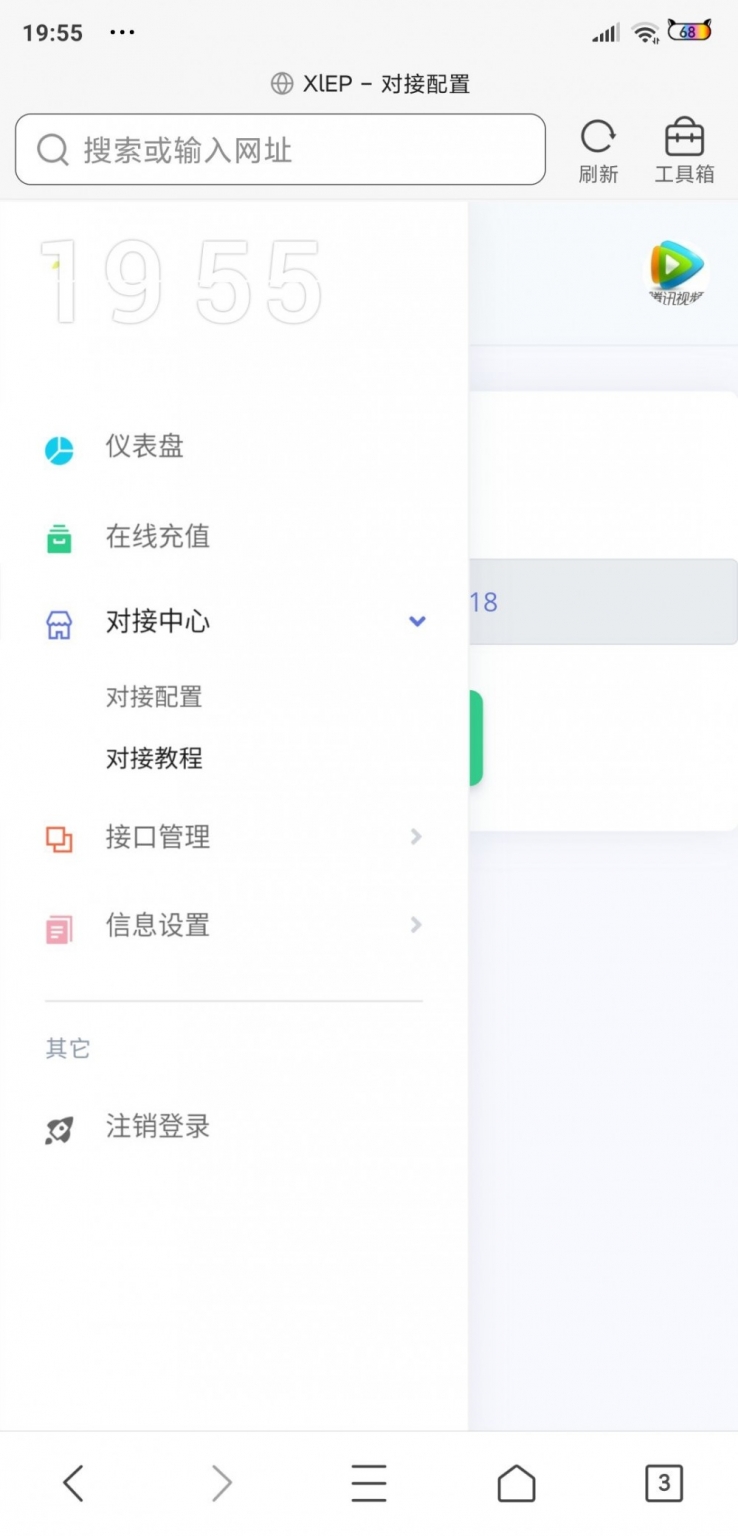 19:55 ...
68
XlEP - 对接配置
搜索或输入网址
刷新
工具箱
19 55
腾讯视频
仪表盘
在线充值
对接中心
18
对接配置
对接教程
接口管理
信息设置
其它
注销登录
3